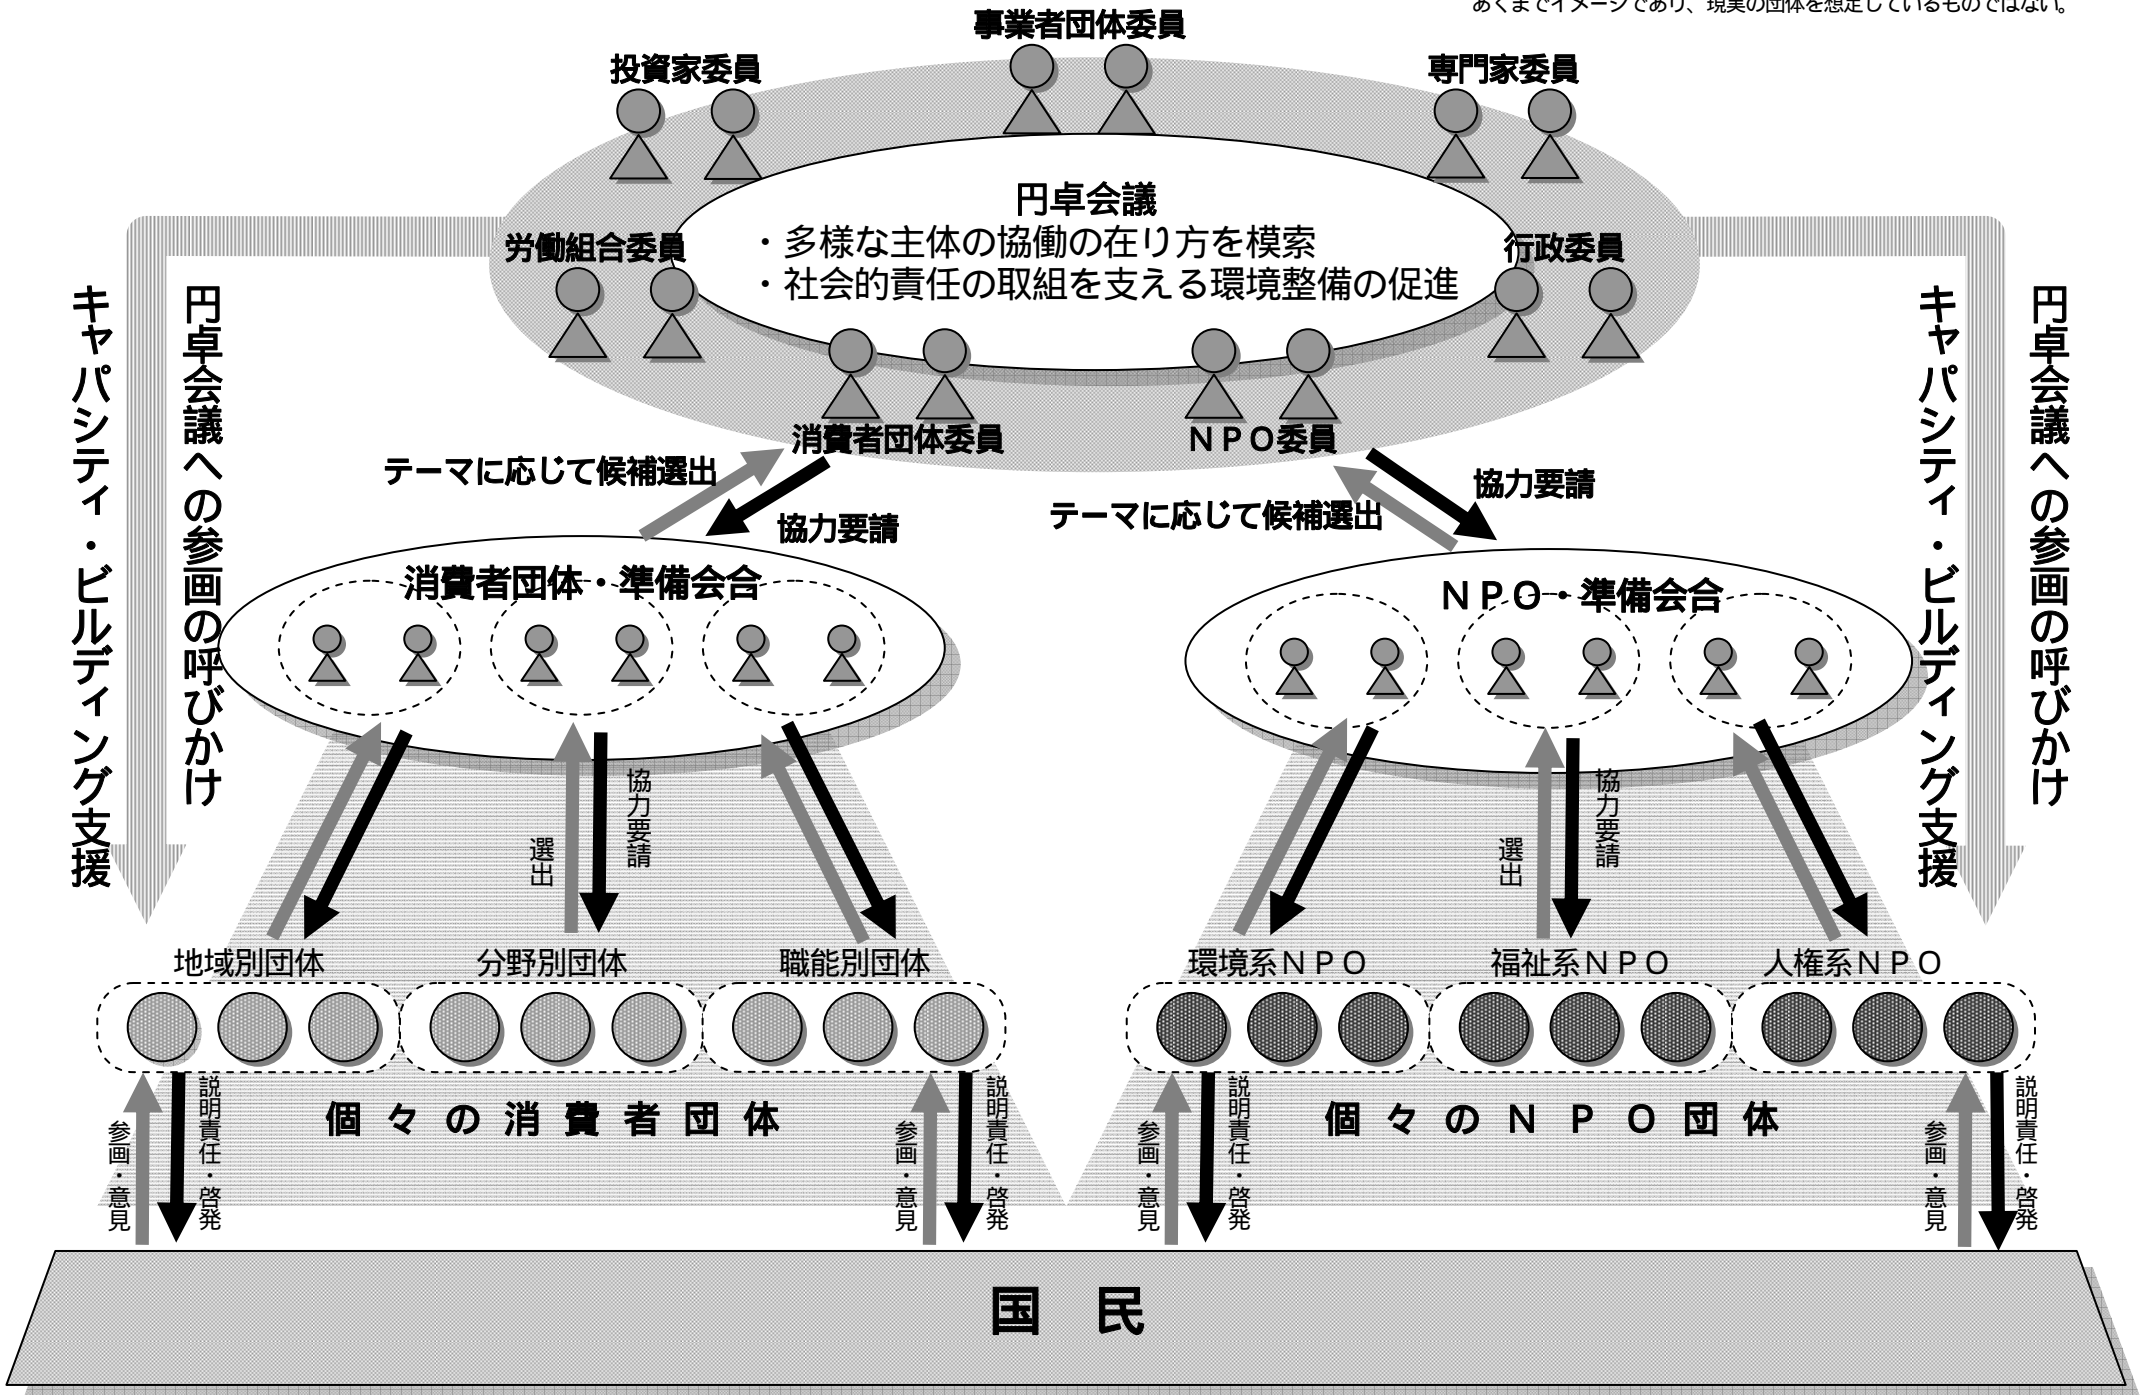 あくまでイメージであり、現実の団体を想定しているものではない。
事業者団体委員
投資家委員
専門家委員
円卓会議
・多様な主体の協働の在り方を模索
・社会的責任の取組を支える環境整備の促進
労働組合委員
行政委員
消費者団体委員
ＮＰＯ委員
キャパシティ・ビルディング支援
円卓会議への参画の呼びかけ
キャパシティ・ビルディング支援
円卓会議への参画の呼びかけ
テーマに応じて候補選出
協力要請
テーマに応じて候補選出
協力要請
消費者団体・準備会合
ＮＰＯ・準備会合
選出
協力要請
選出
協力要請
地域別団体
分野別団体
職能別団体
環境系ＮＰＯ
福祉系ＮＰＯ
人権系ＮＰＯ
参画・意見
説明責任・啓発
個々の消費者団体
参画・意見
説明責任・啓発
参画・意見
説明責任・啓発
個々のＮＰＯ団体
参画・意見
説明責任・啓発
国民